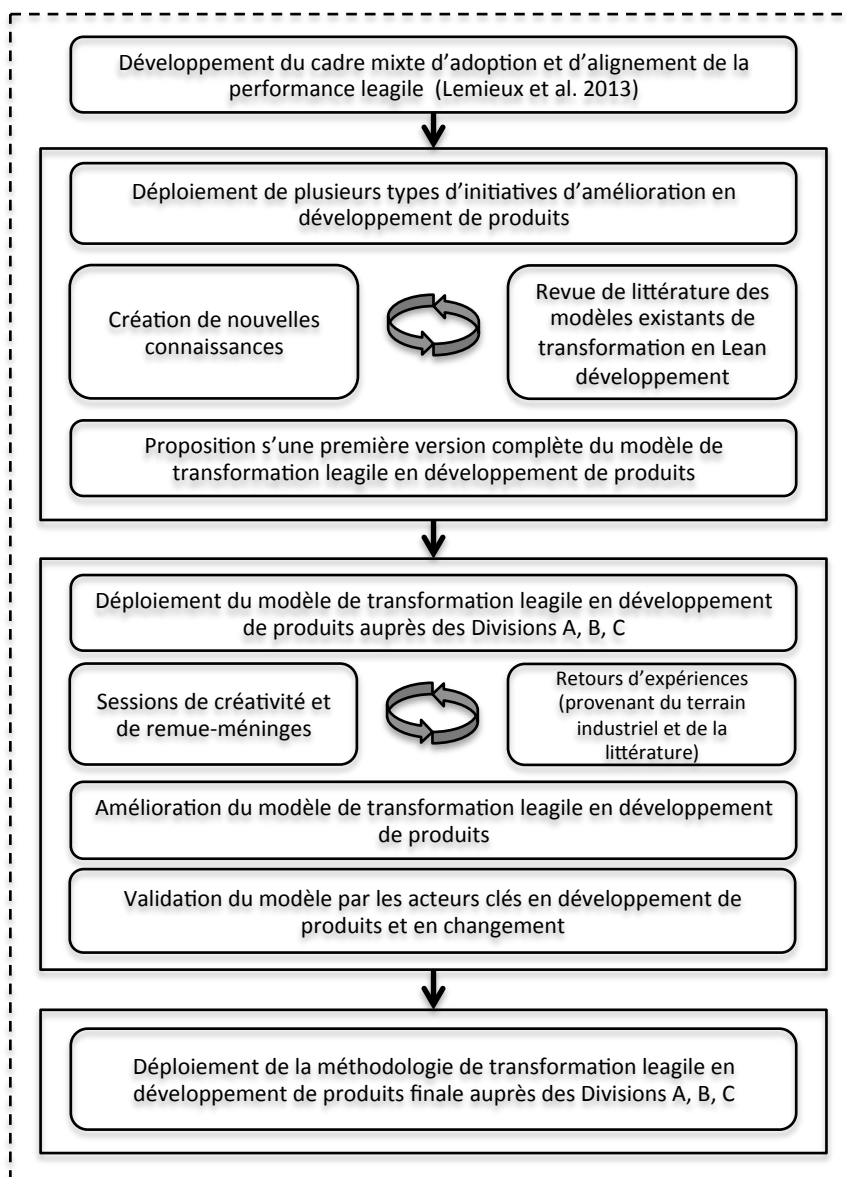 Développement du cadre mixte d'adoption et d'alignement de la
performance leagile (Lemieux et al. 2013)
Déploiement de plusieurs types d'initiatives d'amélioration en
développement de produits
Création de nouvelles
connaissances
Revue de littérature des
modèles existants de
transformation en Lean
développement
Proposition s'une première version complète du modèle de
transformation leagile en développement de produits
Déploiement du modèle de transformation leagile en développement
de produits auprès des Divisions A, B, C
Sessions de créativité et
de remue-méninges
Retours d'expériences
(provenant du terrain
industriel et de la
littérature)
Amélioration du modèle de transformation leagile en développement
de produits
Validation du modèle par les acteurs clés en développement de
produits et en changement
Déploiement de la méthodologie de transformation leagile en
développement de produits finale auprès des Divisions A, B, C